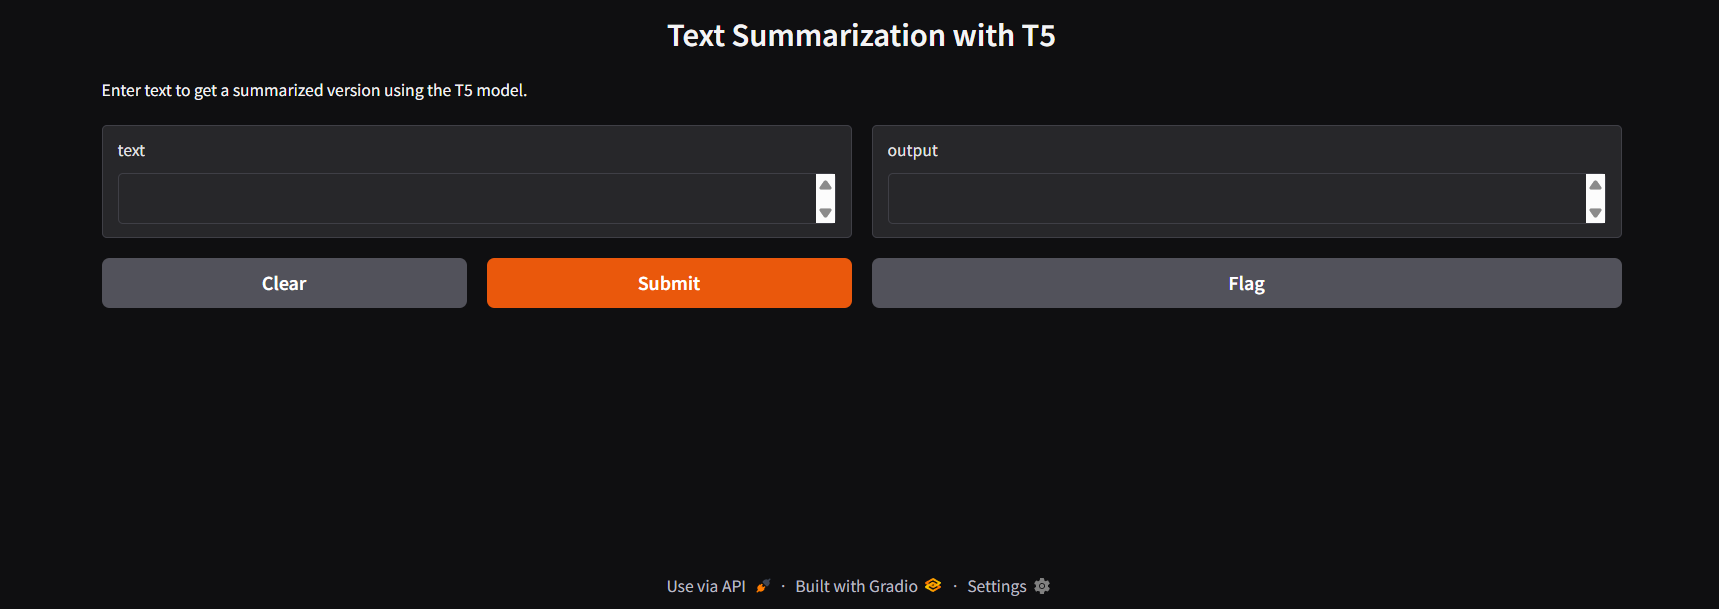 Text Summarization with T5
Enter text to get a summarized version using the T5 model.
text
output
Clear
Submit
Flag
Use via API · Built with Gradio · Settings